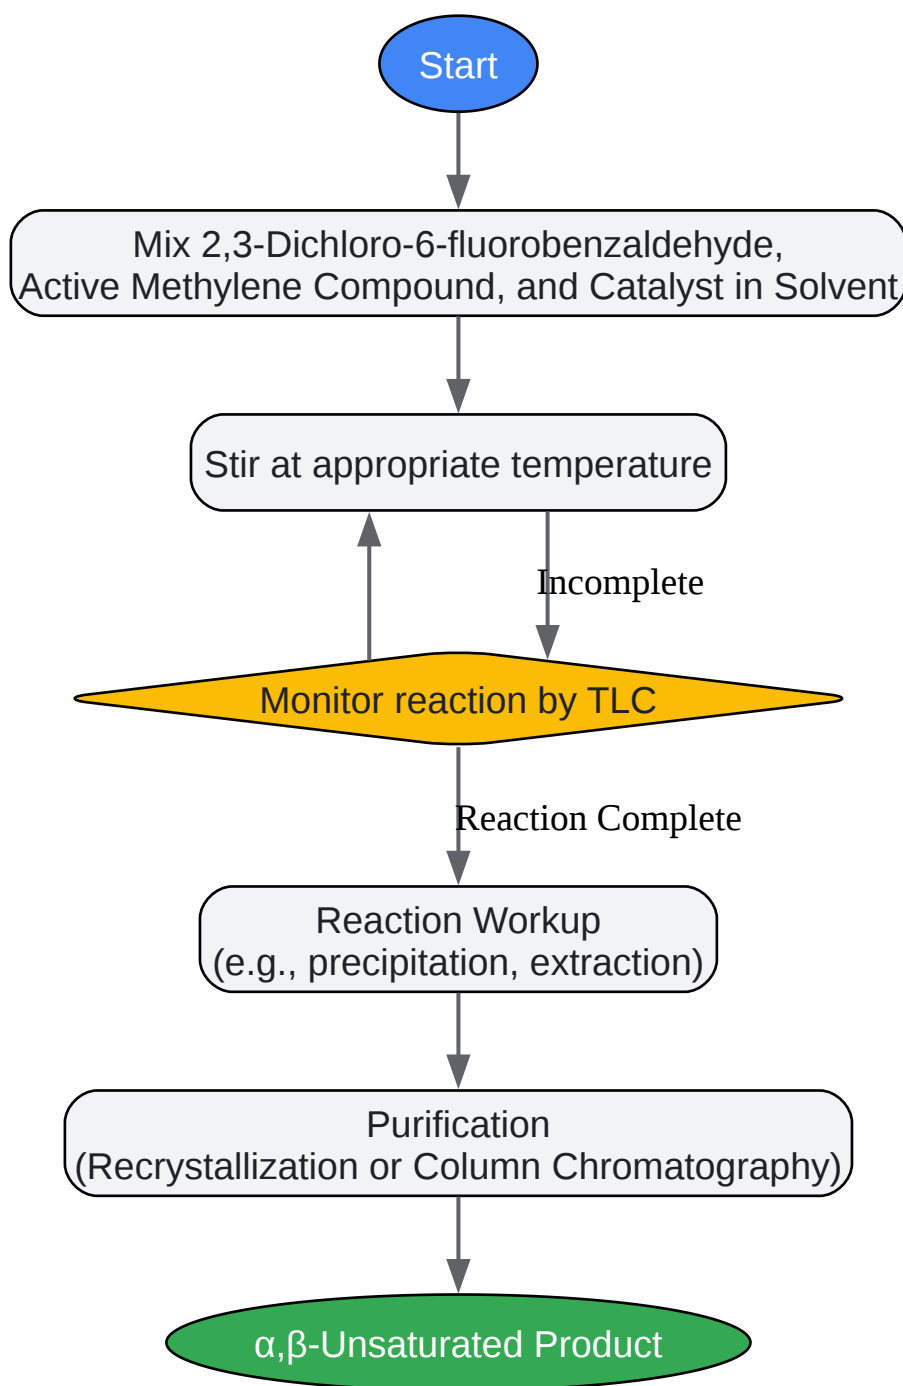 Start
Mix 2,3-Dichloro-6-fluorobenzaldehyde,
Active Methylene Compound, and Catalyst in Solvent
Stir at appropriate temperature
Incomplete
Monitor reaction by TLC
Reaction Complete
Reaction Workup
(e.g., precipitation, extraction)
Purification
(Recrystallization or Column Chromatography)
α,β-Unsaturated Product